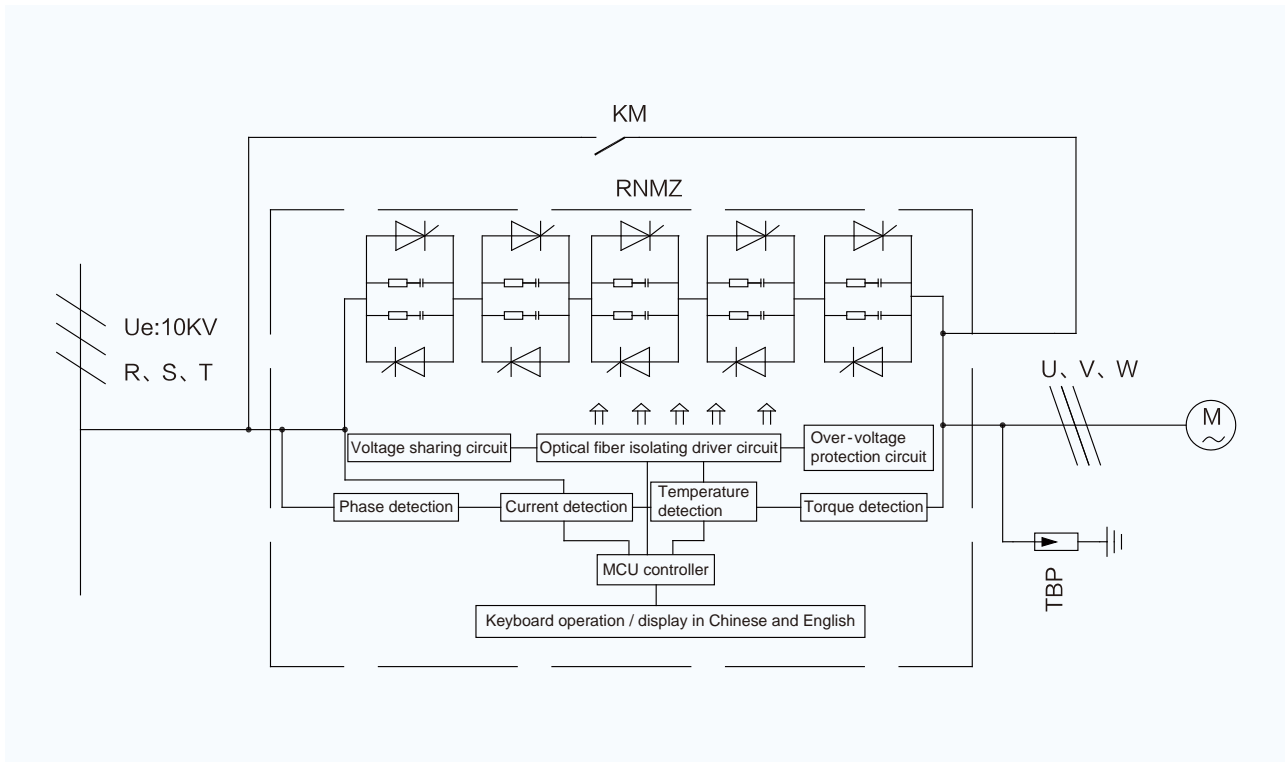 KM
RNMZ
Ue:10KV
R、S、T
U、V、W
M
Voltage sharing circuit
Optical fiber isolating driver circuit
Over-voltage
protection circuit
Phase detection
Current detection
Temperature
detection
Torque detection
MCU controller
TBP
Keyboard operation / display in Chinese and English